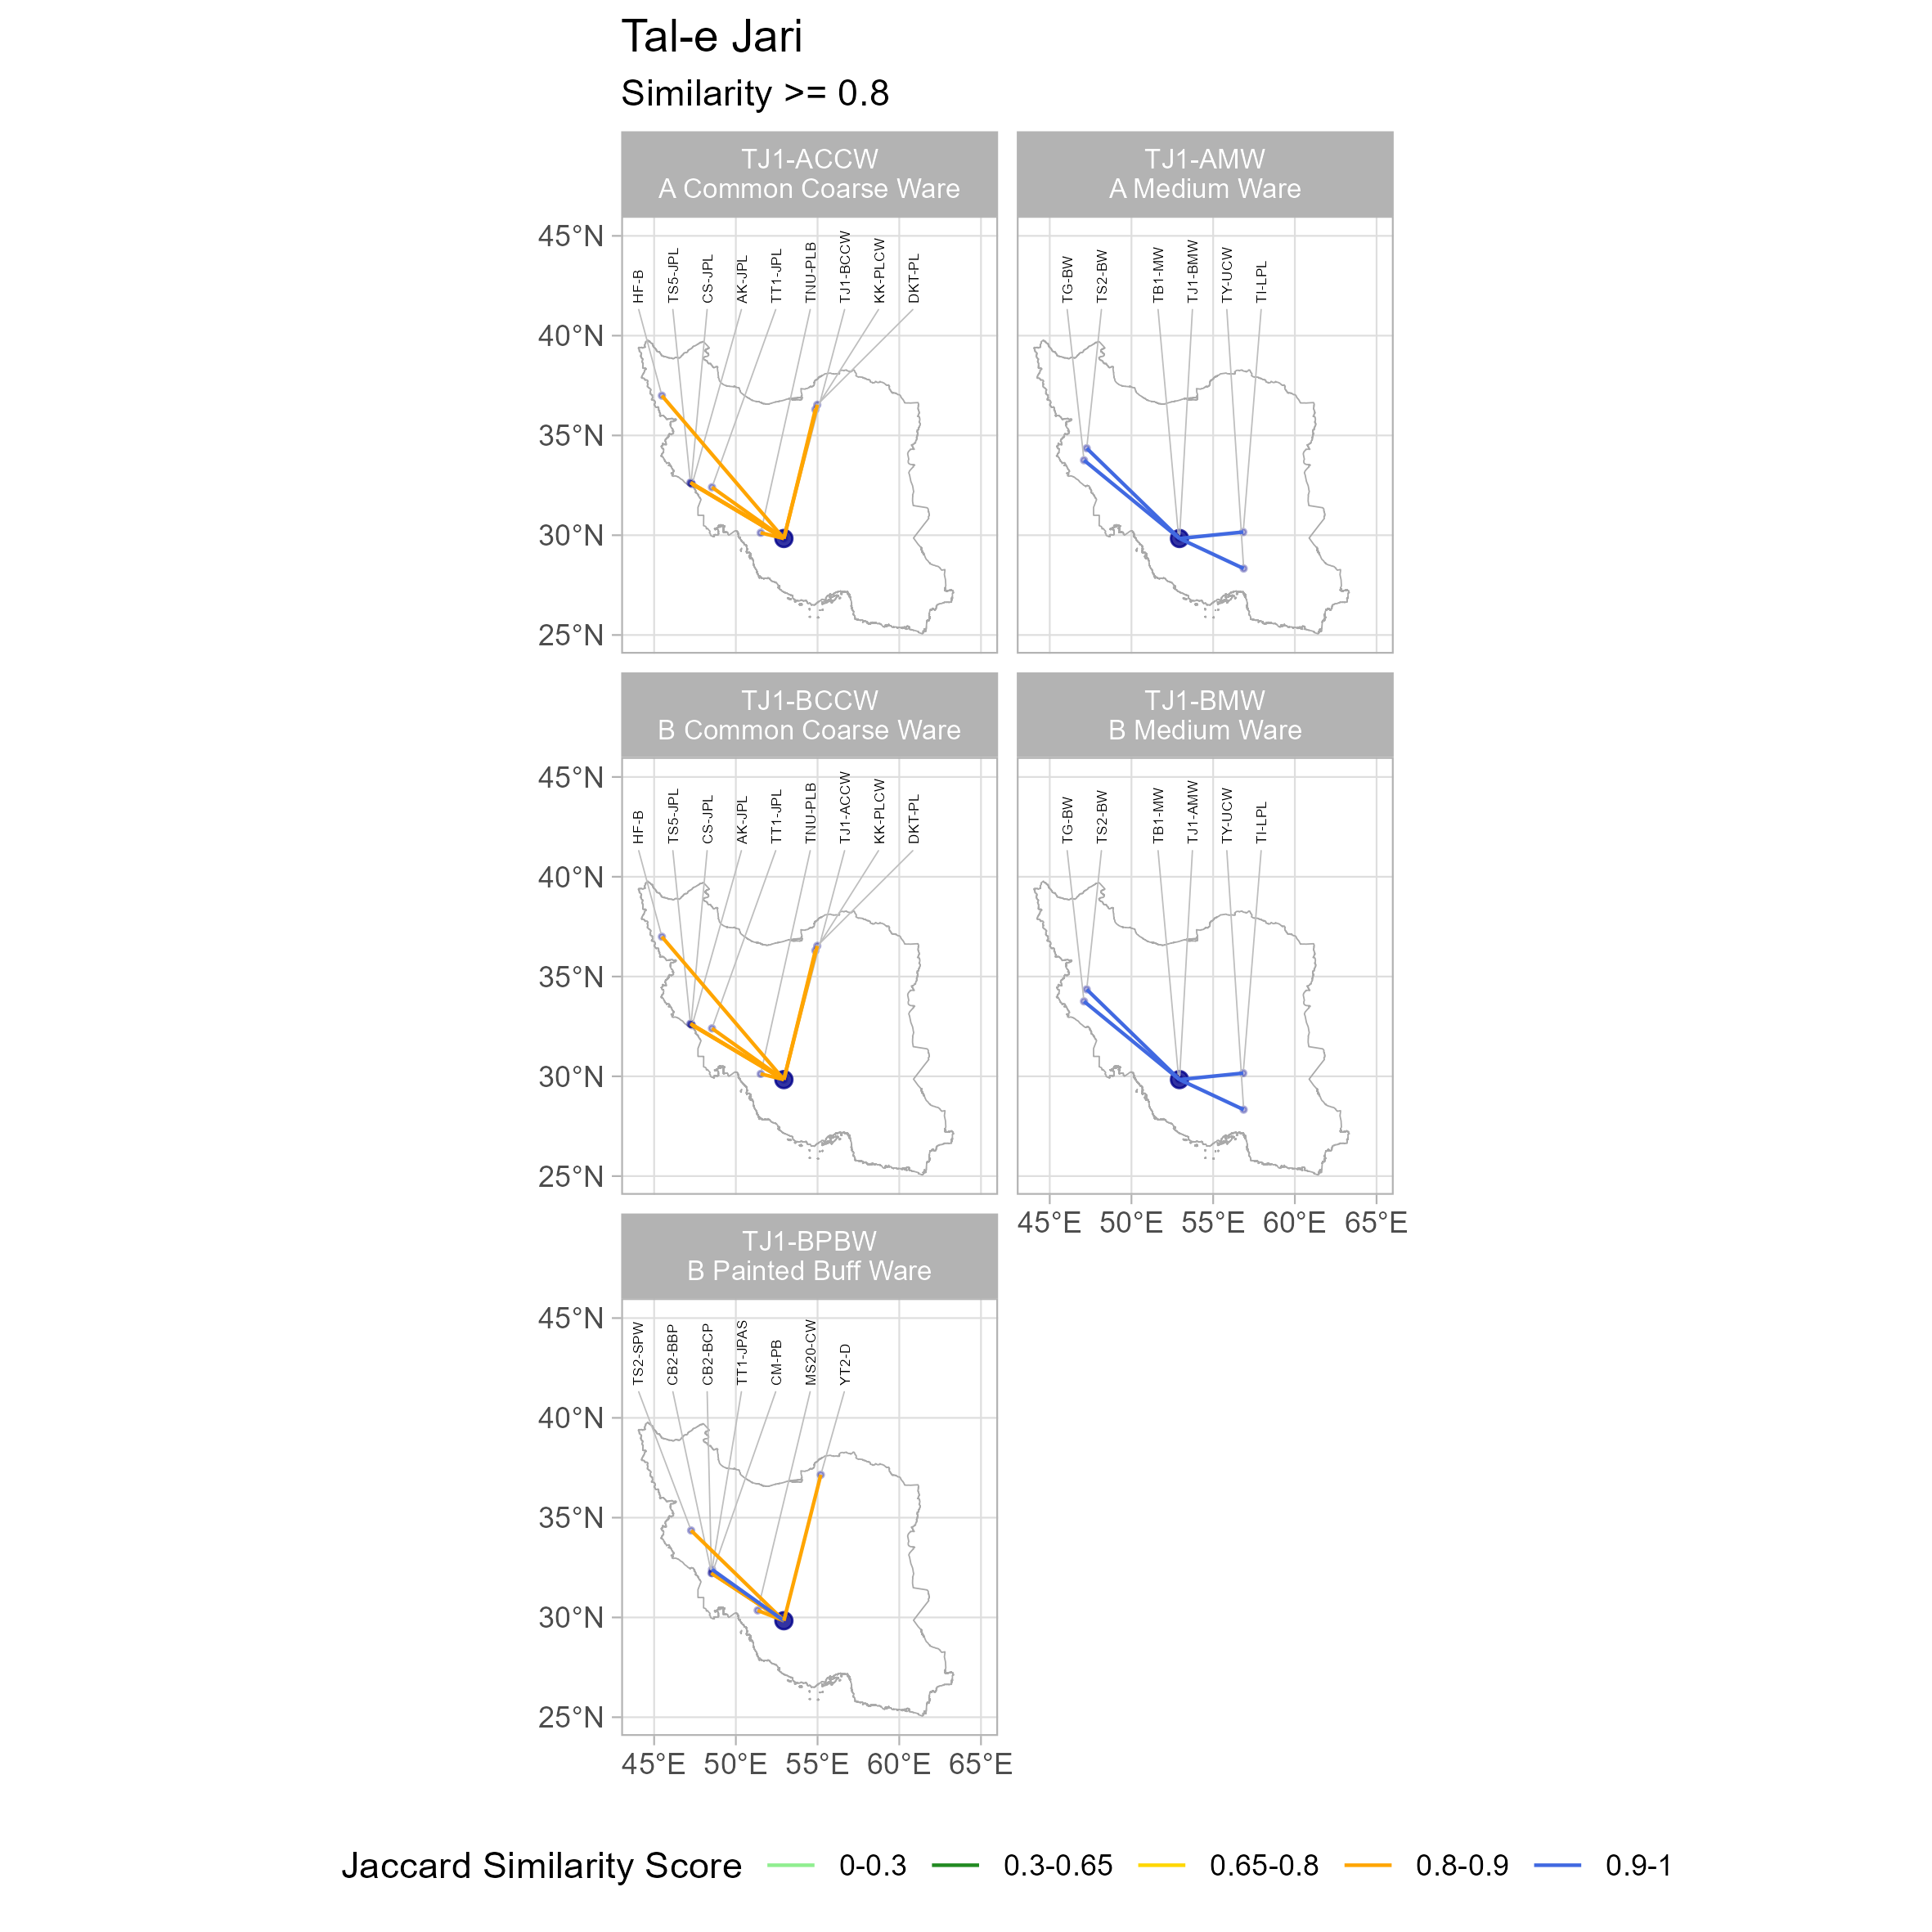 Tal-e Jari
Similarity >= 0.8
TJ1-ACCW
A Common Coarse Ware
TJ1-AMW
A Medium Ware
45°N
40°N
35°N
30°N
25°N
HF-B
TS5-JPL
CS-JPL
AK-JPL
TT1-JPL
TNU-PLB
TJ1-BCCW
KK-PLCW
DKT-PL
TG-BW
TS2-BW
TB1-MW
TJ1-BMW
TY-UCW
TI-LPL
TJ1-BCCW
B Common Coarse Ware
TJ1-BMW
B Medium Ware
45°N
40°N
35°N
30°N
25°N
HF-B
TS5-JPL
CS-JPL
AK-JPL
TT1-JPL
TNU-PLB
TJ1-ACCW
KK-PLCW
DKT-PL
TG-BW
TS2-BW
TB1-MW
TJ1-AMW
TY-UCW
TI-LPL
45°E 50°E 55°E 60°E 65°E
TJ1-BPBW
B Painted Buff Ware
45°N
40°N
35°N
30°N
25°N
TS2-SPW
CB2-BBP
CB2-BCP
TT1-JPAS
CM-PB
MS20-CW
YT2-D
45°E 50°E 55°E 60°E 65°E
Jaccard Similarity Score 0-0.3 0.3-0.65 0.65-0.8 0.8-0.9 0.9-1